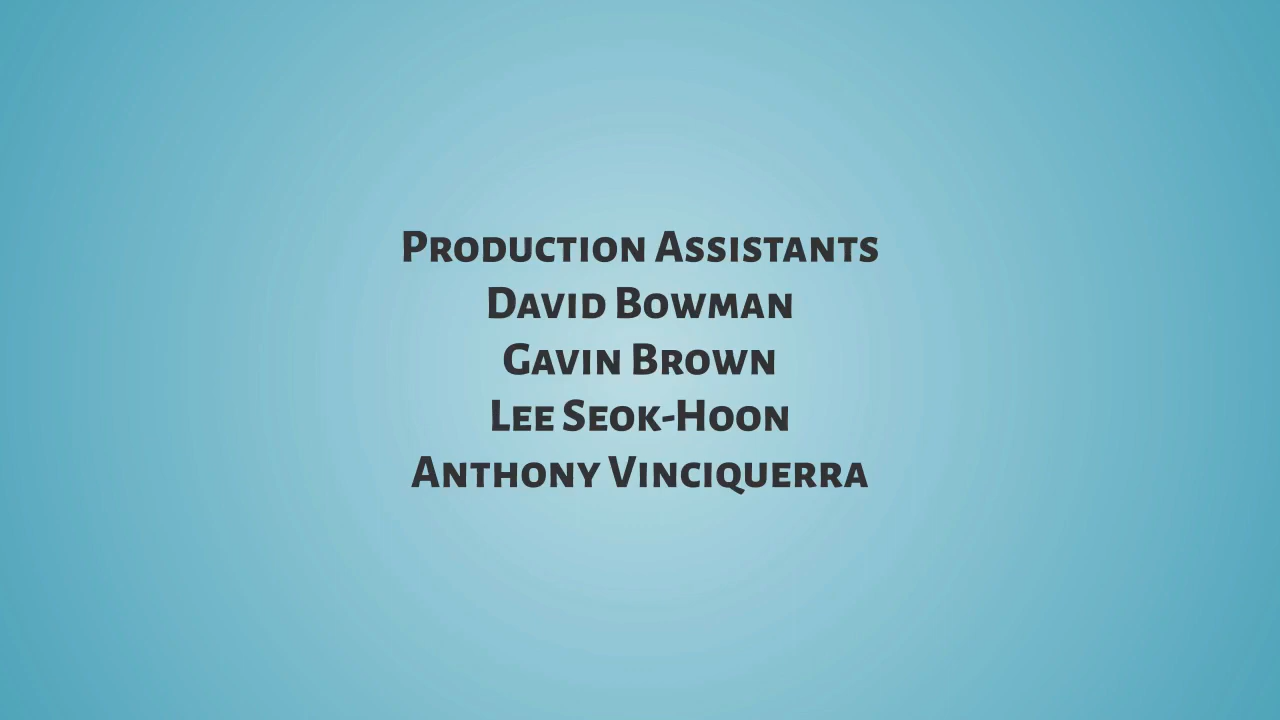 Production Assistants
David Bowman
Gavin Brown
Lee Seok-Hoon
Anthony Vinciquerra